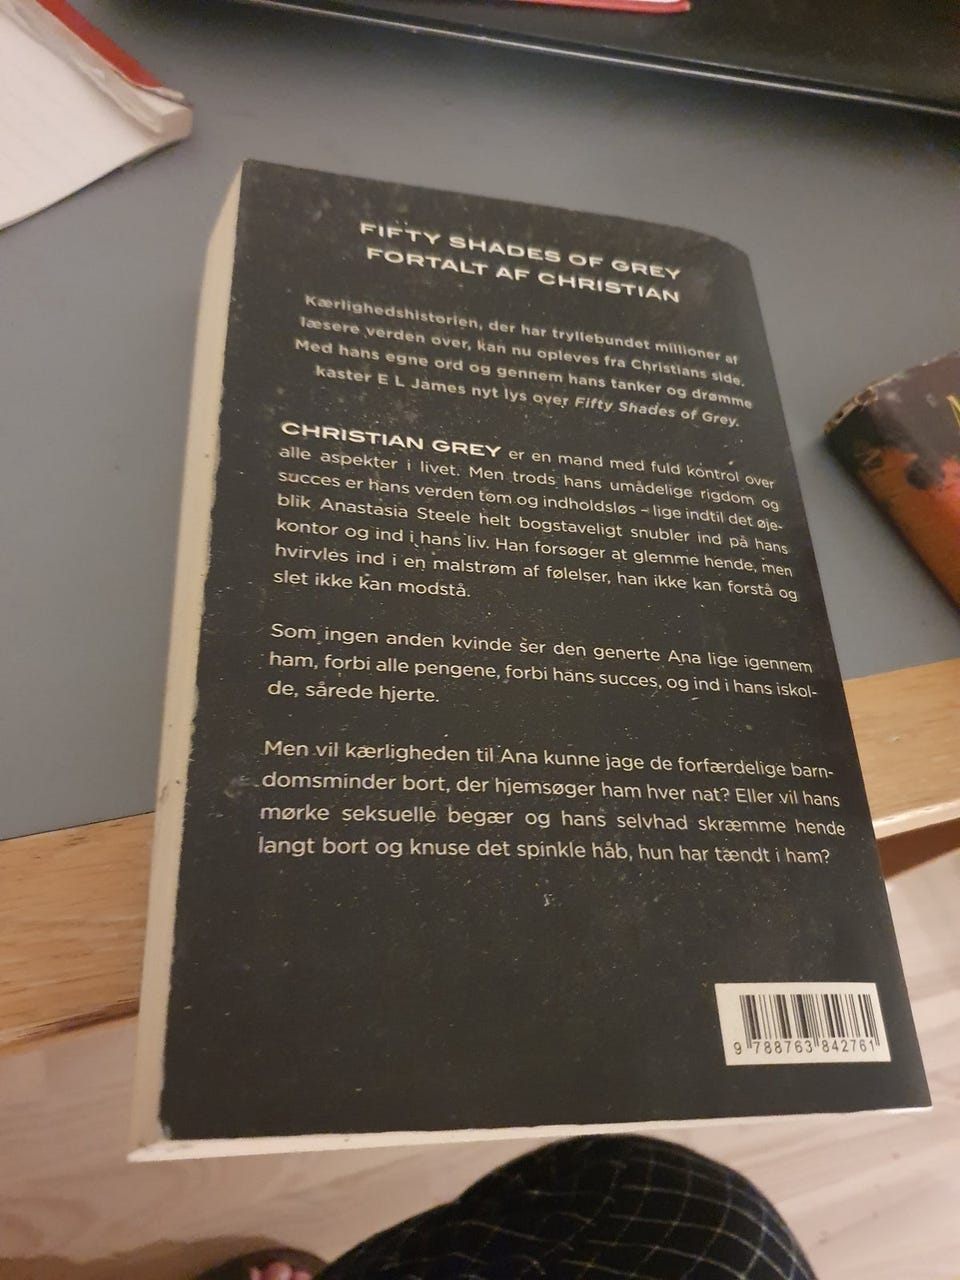 FIFTY SHADES OF GREY
FORTALT AF CHRISTIAN
Kærlighedshistorien, der har tryllebundet millioner af
læsere verden over, kan nu opleves fra Christians side.
Med hans egne ord og gennem hans tanker og drømme
kaster E L James nyt lys over Fifty Shades of Grey.
CHRISTIAN GREY er en mand med fuld kontrol over
alle aspekter i livet. Men trods hans umådelige rigdom og
succes er hans verden tom og indholdsløs – lige indtil det øje-
blik Anastasia Steele helt bogstaveligt snubler ind på hans
kontor og ind i hans liv. Han forsøger at glemme hende, men
hvirvles ind i en malstrøm af følelser, han ikke kan forstå og
slet ikke kan modstå.
Som ingen anden kvinde ser den generte Ana lige igennem
ham, forbi alle pengene, forbi hans succes, og ind i hans iskol-
de, sårede hjerte.
Men vil kærligheden til Ana kunne jage de forfærdelige barn-
domsminder bort, der hjemsøger ham hver nat? Eller vil hans
mørke seksuelle begær og hans selvhad skræmme hende
langt bort og knuse det spinkle håb, hun har tændt i ham?
9 788763 842761